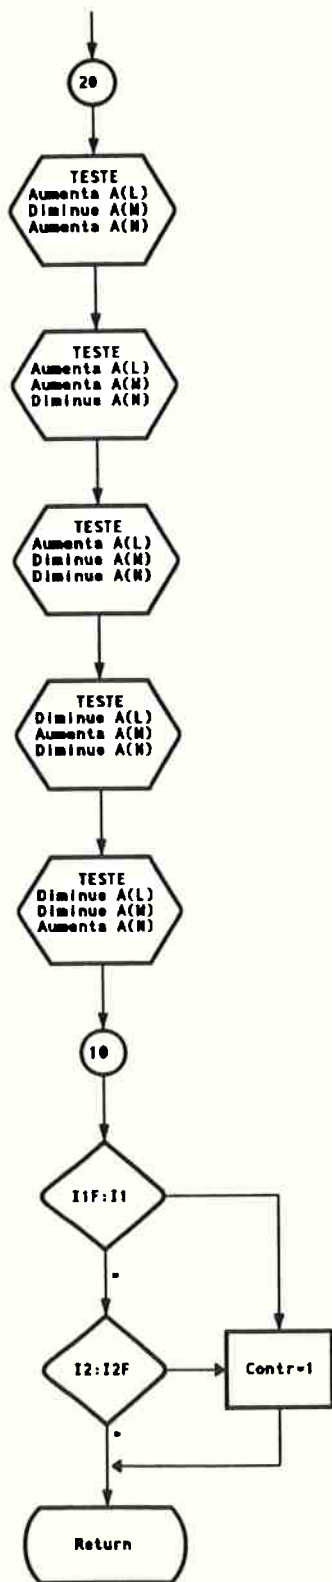 20
TESTE
Aumenta A(L)
Diminue A(M)
Aumenta A(N)
TESTE
Aumenta A(L)
Aumenta A(M)
Diminue A(N)
TESTE
Aumenta A(L)
Diminue A(M)
Diminue A(N)
TESTE
Diminue A(L)
Aumenta A(M)
Diminue A(N)
TESTE
Diminue A(L)
Diminue A(M)
Aumenta A(N)
10
I1F:I1
=
I2:I2F
Contr=1
=
Return